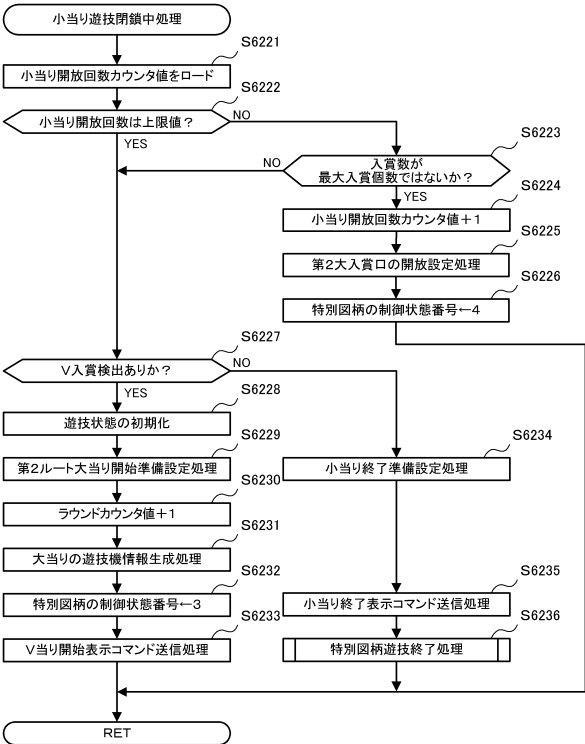 小当り遊技閉鎖中処理
S6221
小当り開放回数カウンタ値をロード
S6222
小当り開放回数は上限値？
NO
YES
S6223
入賞数が
最大入賞個数ではないか？
NO
YES
S6224
小当り開放回数カウンタ値＋1
S6225
第2大入賞口の開放設定処理
S6226
特別図柄の制御状態番号←4
S6227
V入賞検出ありか？
NO
YES
S6228
遊技状態の初期化
S6229
第2ルート大当り開始準備設定処理
S6230
ラウンドカウンタ値＋1
S6231
大当りの遊技機情報生成処理
S6232
特別図柄の制御状態番号←3
S6233
V当り開始表示コマンド送信処理
S6234
小当り終了準備設定処理
S6235
小当り終了表示コマンド送信処理
S6236
特別図柄遊技終了処理
RET